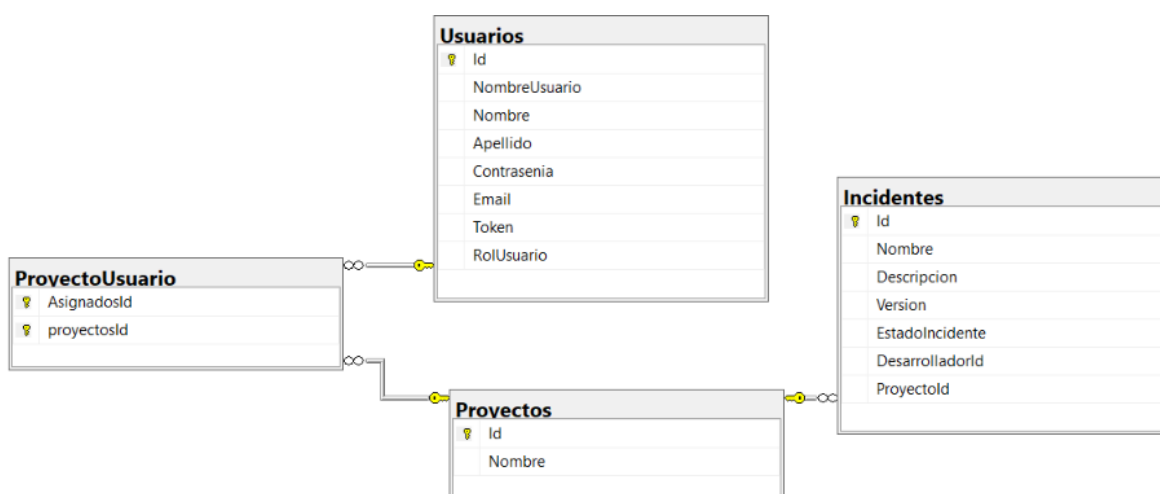 Usuarios
Id
NombreUsuario
Nombre
Apellido
Contrasenia
Email
Token
RolUsuario
Incidentes
Id
Nombre
Descripcion
Version
EstadoIncidente
DesarrolladorId
ProyectoId
ProyectoUsuario
AsignadosId
proyectosId
Proyectos
Id
Nombre